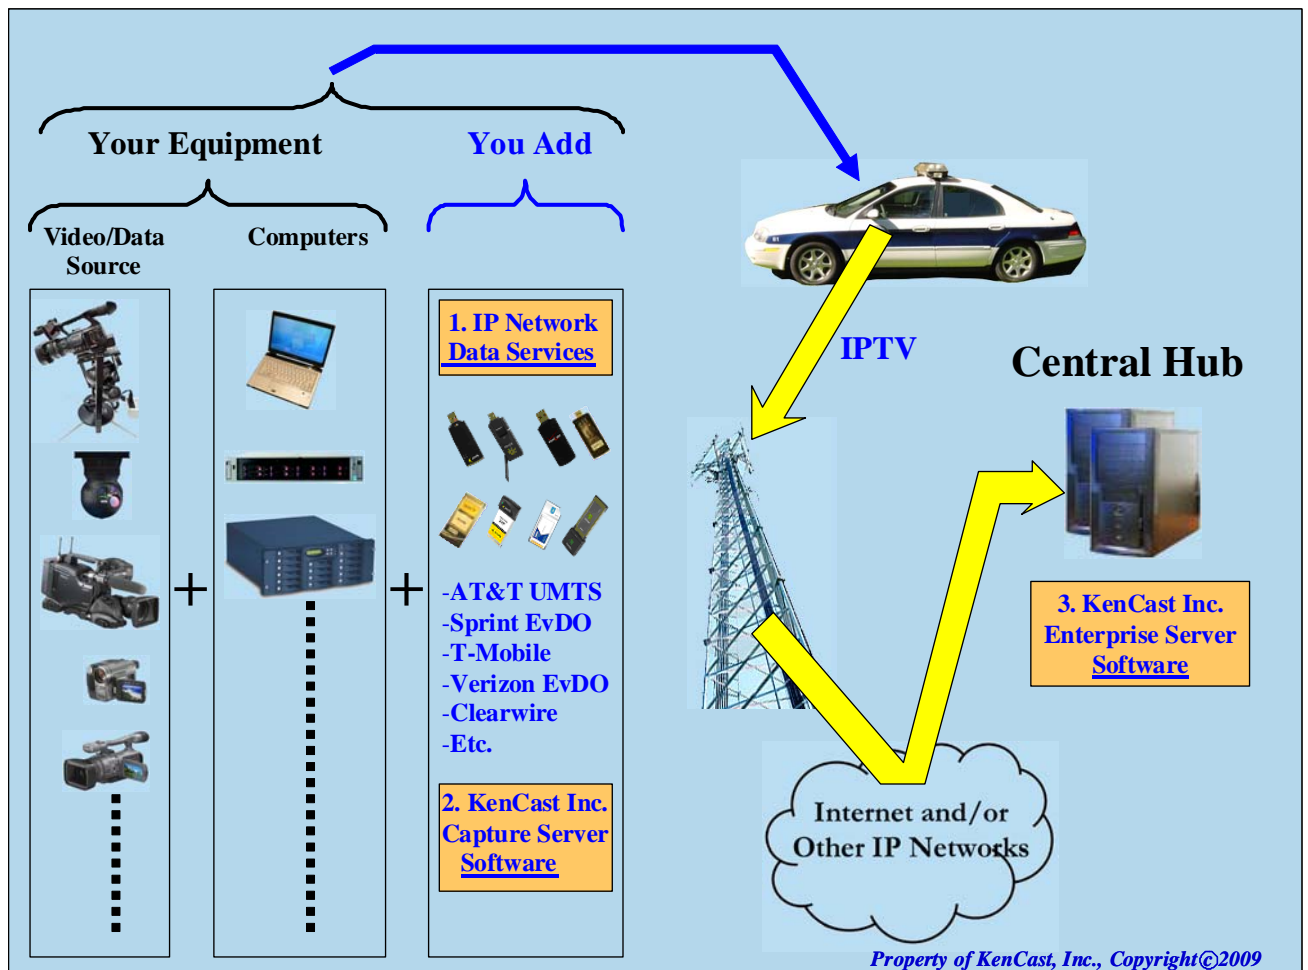 Your Equipment
You Add
Video/Data
Source
Computers
1. IP Network
Data Services
-AT&T UMTS
-Sprint EvDO
-T-Mobile
-Verizon EvDO
-Clearwire
-Etc.
2. KenCast Inc.
Capture Server
Software
IPTV
Central Hub
3. KenCast Inc.
Enterprise Server
Software
Internet and/or
Other IP Networks
Property of KenCast, Inc., Copyright©2009